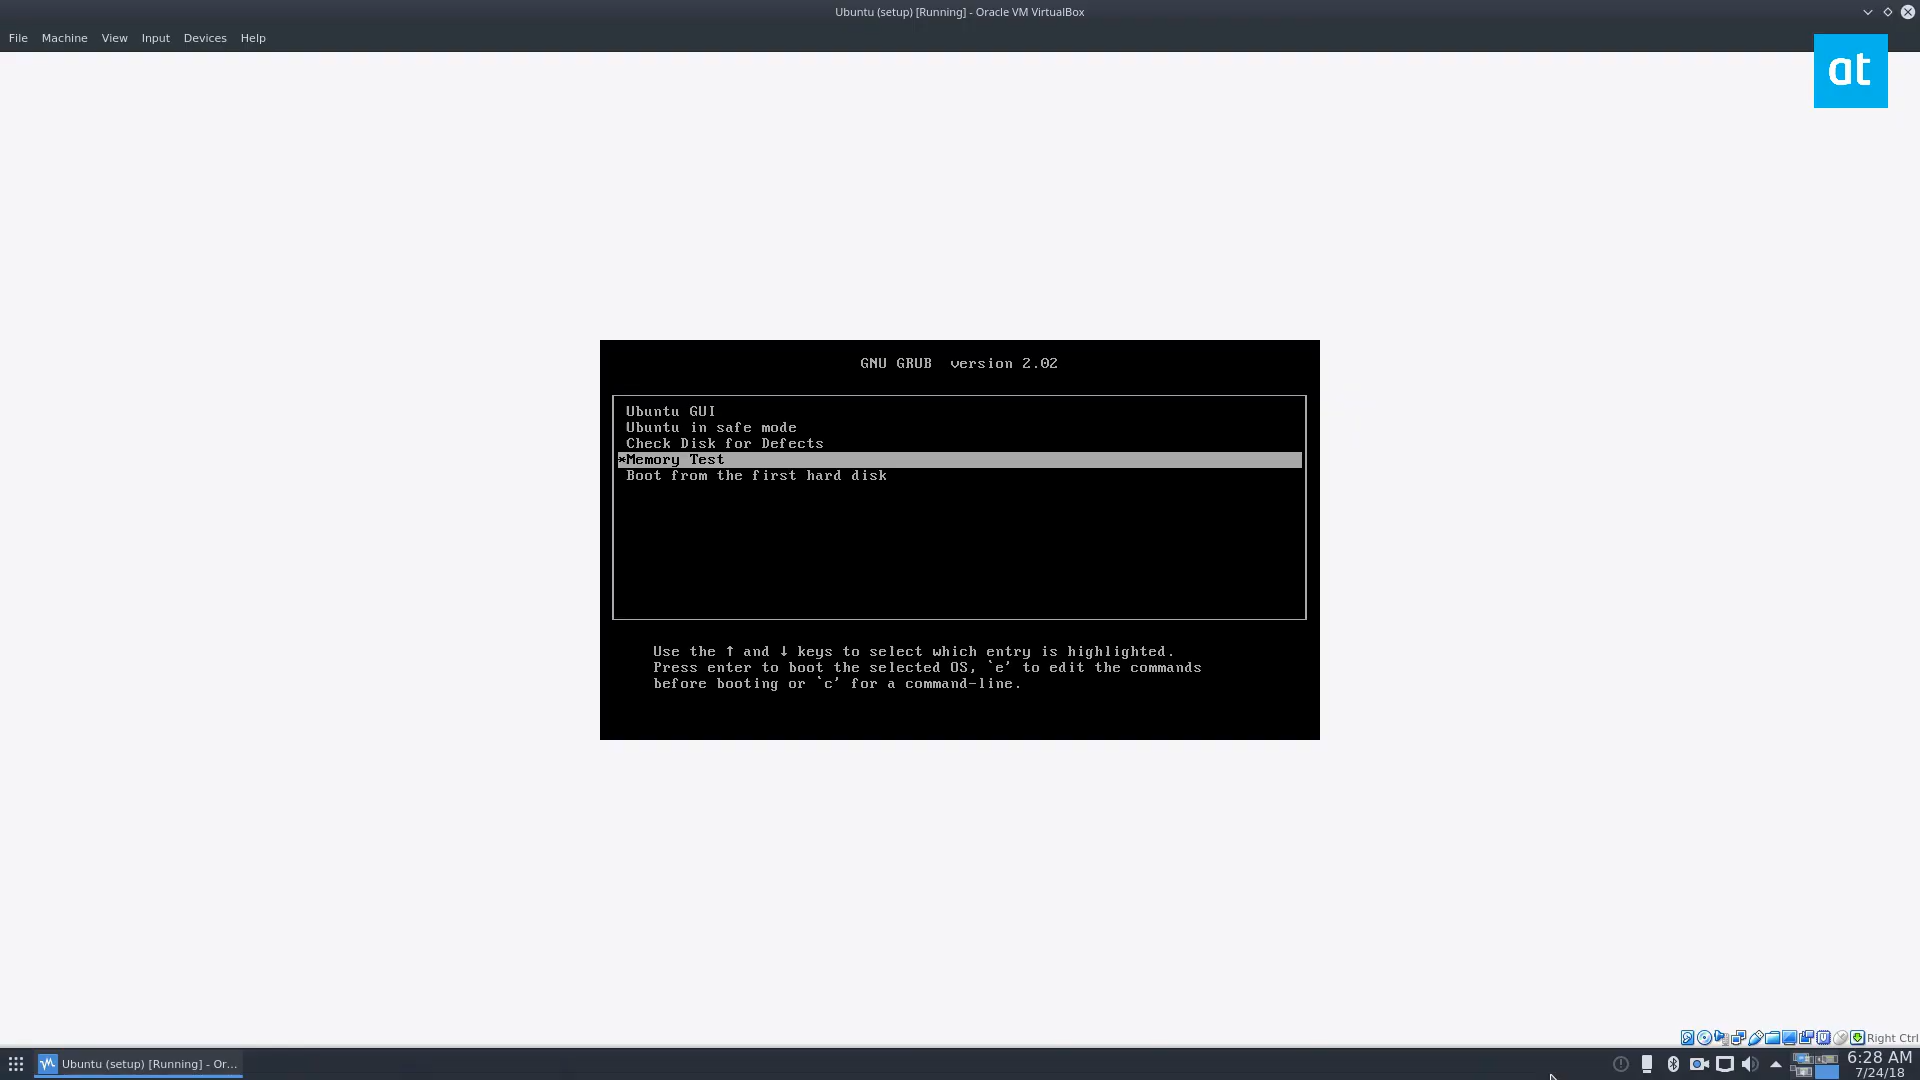 Ubuntu (setup) [Running] - Oracle VM VirtualBox
File Machine View Input Devices Help
at
GNU GRUB version 2.02
Ubuntu GUI
Ubuntu in safe mode
Check Disk for Defects
*Memory Test
Boot from the first hard disk
Use the ↑ and ↓ keys to select which entry is highlighted.
Press enter to boot the selected OS, `e' to edit the commands
before booting or `c' for a command-line.
Right Ctrl
Ubuntu (setup) [Running] - Or...
6:28 AM
7/24/18